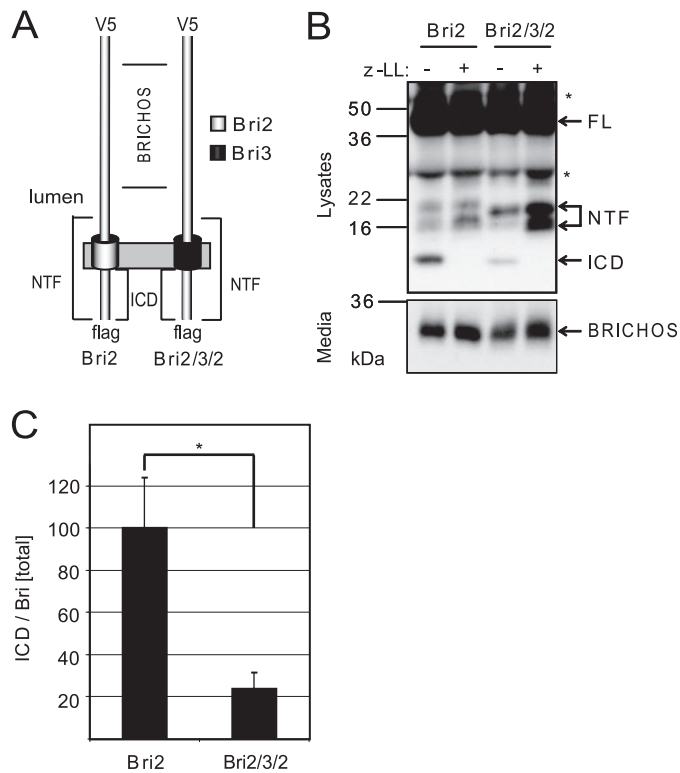 A
V5 V5
BRICHOS
Bri2
Bri3
lumen
NTF ICD NTF
flag flag
Bri2 Bri2/3/2
B
Bri2 Bri2/3/2
z-LL: - + - +
50
36
22
16
Lysates
*
FL
*
NTF
ICD
36
Media
kDa
BRICHOS
C
*
ICD / Bri [total]
120
100
80
60
40
20
Bri2 Bri2/3/2